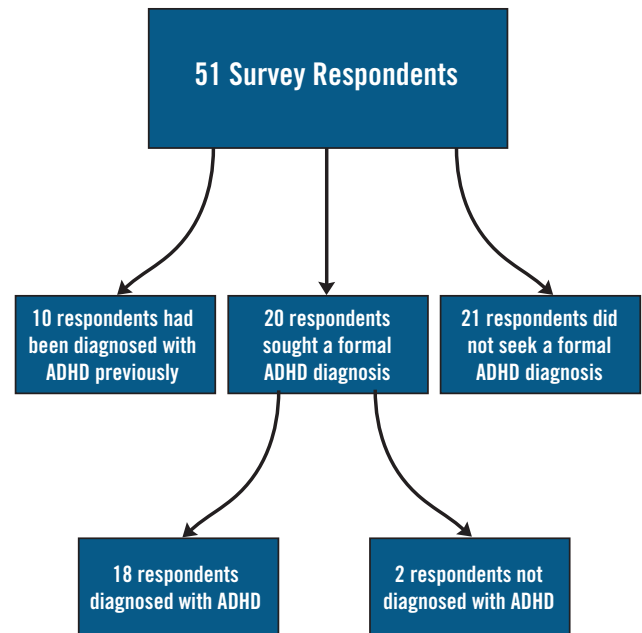 51 Survey Respondents
10 respondents had
been diagnosed with
ADHD previously
20 respondents
sought a formal
ADHD diagnosis
21 respondents did
not seek a formal
ADHD diagnosis
18 respondents
diagnosed with ADHD
2 respondents not
diagnosed with ADHD